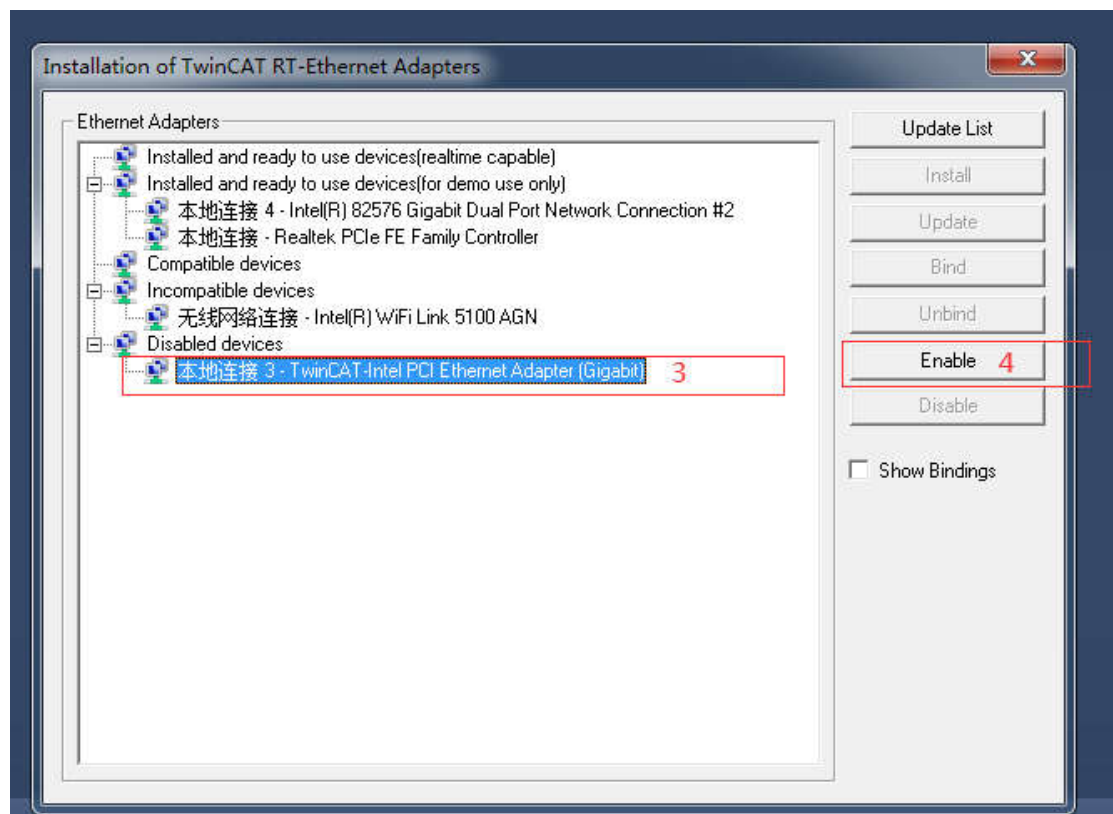 Installation of TwinCAT RT-Ethernet Adapters
Ethernet Adapters
Installed and ready to use devices(realtime capable)
Installed and ready to use devices(for demo use only)
本地连接 4 - Intel(R) 82576 Gigabit Dual Port Network Connection #2
本地连接 - Realtek PCIe FE Family Controller
Compatible devices
Incompatible devices
无线网络连接 - Intel(R) WiFi Link 5100 AGN
Disabled devices
本地连接 3 - TwinCAT-Intel PCI Ethernet Adapter (Gigabit) 3
Update List
Install
Update
Bind
Unbind
Enable 4
Disable
Show Bindings